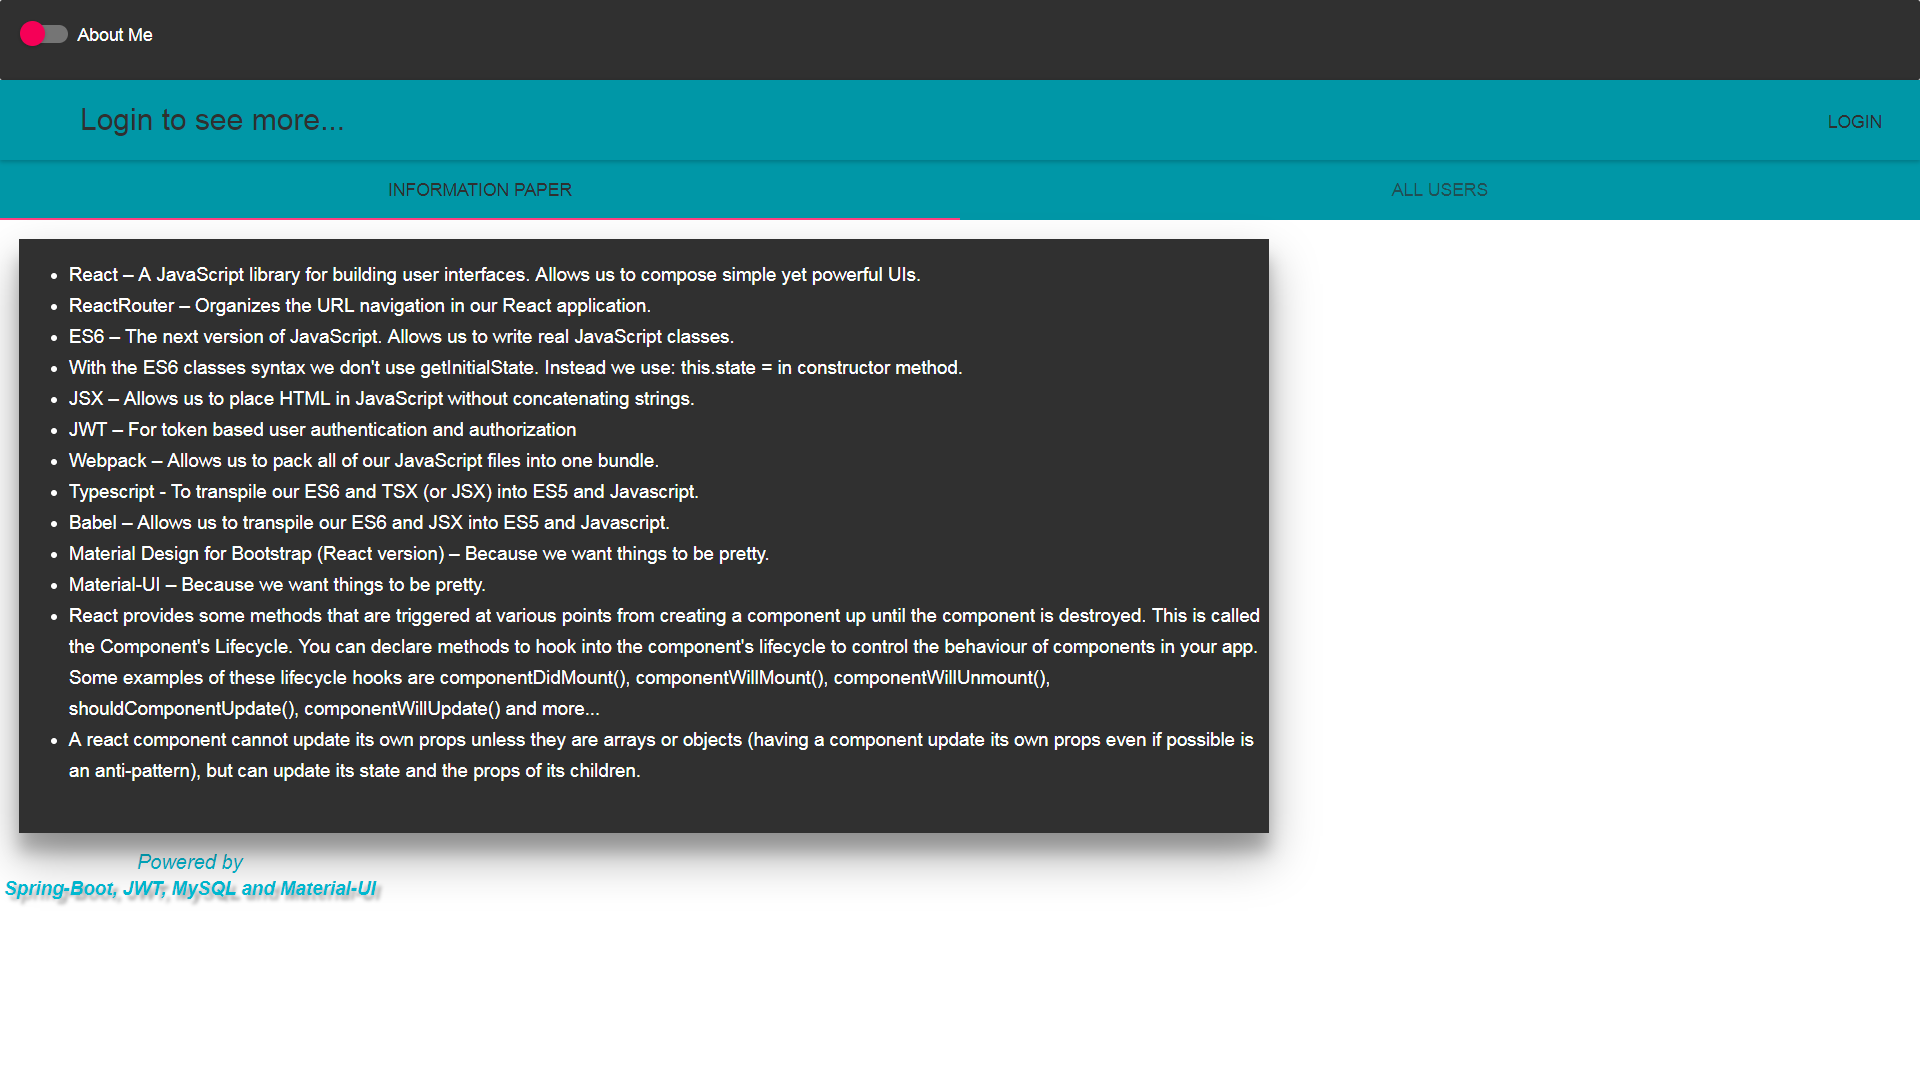 About Me
Login to see more...
LOGIN
INFORMATION PAPER
ALL USERS
React – A JavaScript library for building user interfaces. Allows us to compose simple yet powerful UIs.
ReactRouter – Organizes the URL navigation in our React application.
ES6 – The next version of JavaScript. Allows us to write real JavaScript classes.
With the ES6 classes syntax we don't use getInitialState. Instead we use: this.state = in constructor method.
JSX – Allows us to place HTML in JavaScript without concatenating strings.
JWT – For token based user authentication and authorization
Webpack – Allows us to pack all of our JavaScript files into one bundle.
Typescript - To transpile our ES6 and TSX (or JSX) into ES5 and Javascript.
Babel – Allows us to transpile our ES6 and JSX into ES5 and Javascript.
Material Design for Bootstrap (React version) – Because we want things to be pretty.
Material-UI – Because we want things to be pretty.
React provides some methods that are triggered at various points from creating a component up until the component is destroyed. This is called
the Component's Lifecycle. You can declare methods to hook into the component's lifecycle to control the behaviour of components in your app.
Some examples of these lifecycle hooks are componentDidMount(), componentWillMount(), componentWillUnmount(),
shouldComponentUpdate(), componentWillUpdate() and more...
A react component cannot update its own props unless they are arrays or objects (having a component update its own props even if possible is
an anti-pattern), but can update its state and the props of its children.
Powered by
Spring-Boot, JWT, MySQL and Material-UI